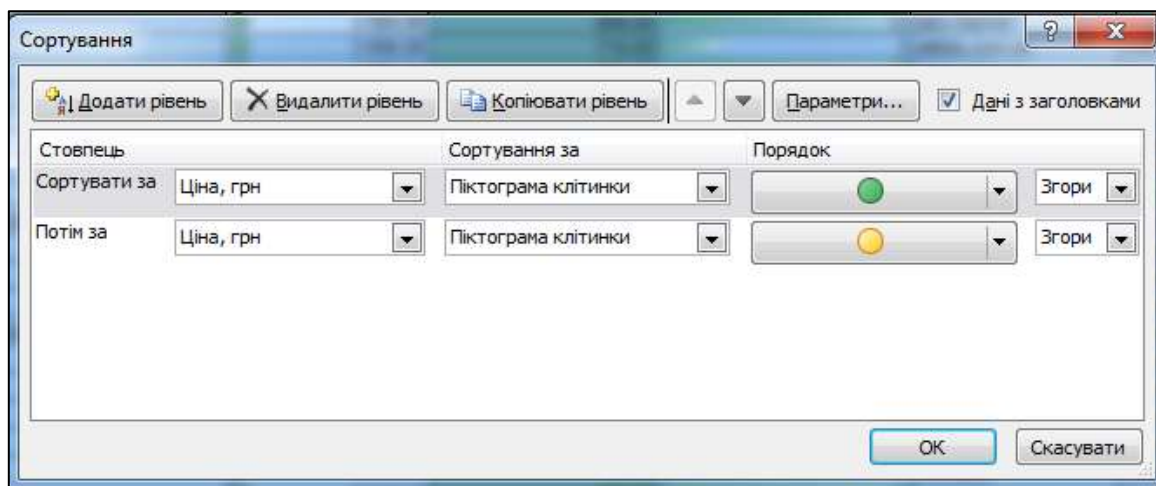 Сортування
Додати рівень Видалити рівень Копіювати рівень Параметри... Дані з заголовками
Стовпець Сортування за Порядок
Сортувати за Ціна, грн Піктограма клітинки Згори
Потім за Ціна, грн Піктограма клітинки Згори
ОК Скасувати